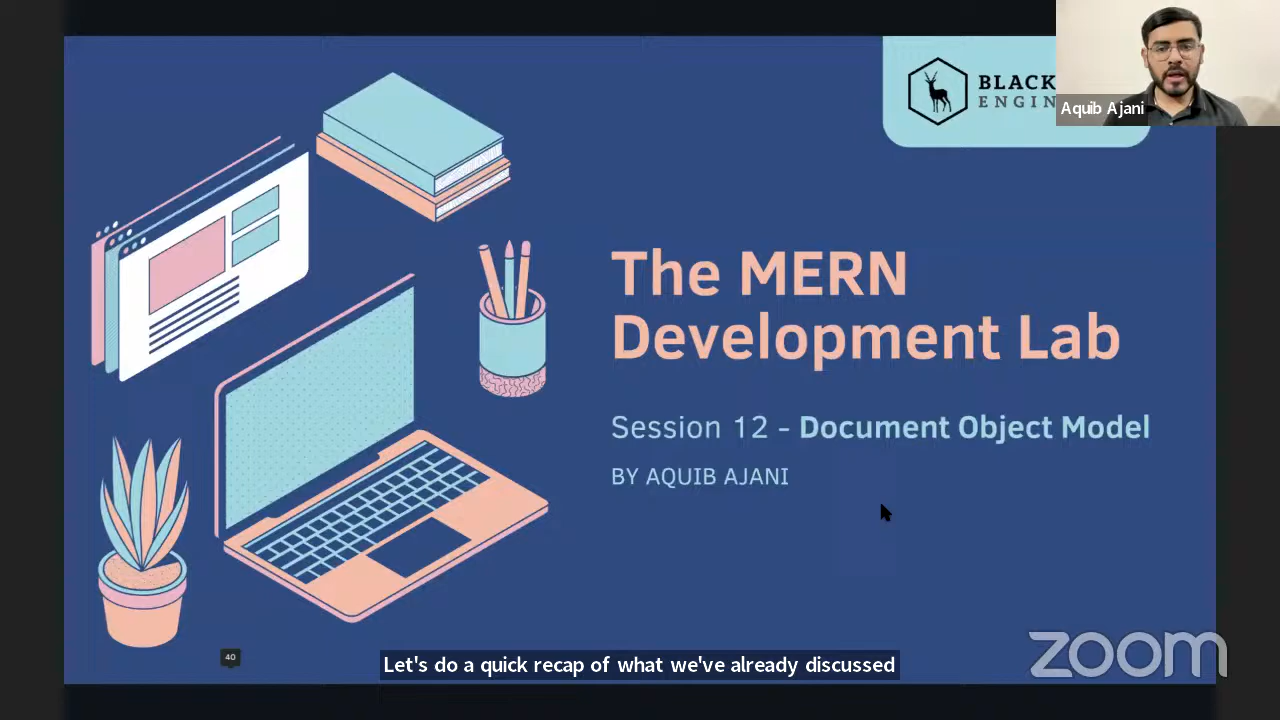 BLACK
ENGIN
Aquib Ajani
The MERN
Development Lab
Session 12 - Document Object Model
BY AQUIB AJANI
40
Let's do a quick recap of what we've already discussed
zoom